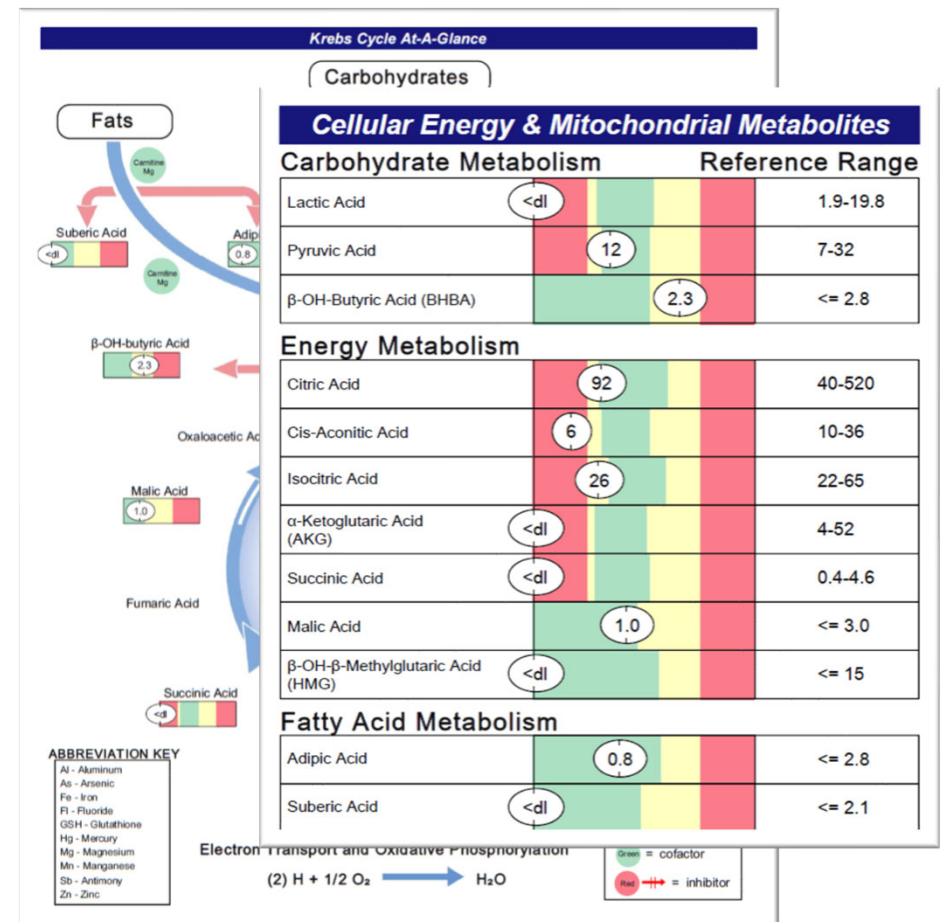 Krebs Cycle At-A-Glance
Carbohydrates
Fats
Carnitine
Mg
Suberic Acid
<dl
0.8
Carnitine
Mg
β-OH-butyric Acid
2.3
Malic Acid
1.0
Fumaric Acid
Succinic Acid
<dl
ABBREVIATION KEY
Al - Aluminum
As - Arsenic
Fe - Iron
Fl - Fluoride
GSH - Glutathione
Hg - Mercury
Mg - Magnesium
Mn - Manganese
Sb - Antimony
Zn - Zinc
Electron Transport and Oxidative Phosphorylation
(2) H + 1/2 O₂ H₂O
Green = cofactor
Red = inhibitor
Cellular Energy & Mitochondrial Metabolites
Carbohydrate Metabolism Reference Range
Lactic Acid <dl 1.9-19.8
Pyruvic Acid 12 7-32
β-OH-Butyric Acid (BHBA) 2.3 <= 2.8
Energy Metabolism
Citric Acid 92 40-520
Cis-Aconitic Acid 6 10-36
Isocitric Acid 26 22-65
α-Ketoglutaric Acid
(AKG) <dl 4-52
Succinic Acid <dl 0.4-4.6
Malic Acid 1.0 <= 3.0
β-OH-β-Methylglutaric Acid
(HMG) <dl <= 15
Fatty Acid Metabolism
Adipic Acid 0.8 <= 2.8
Suberic Acid <dl <= 2.1